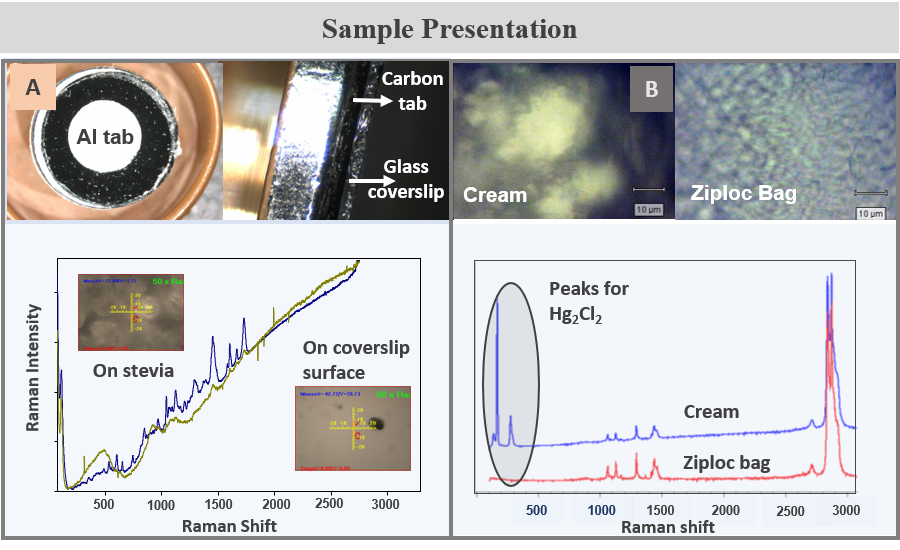 Sample Presentation
A
Al tab
Carbon
tab
Glass
coverslip
B
Cream
10 µm
Ziploc Bag
10 µm
Raman Intensity
50 x Ra
On stevia
On coverslip
surface
500
1000
1500
2000
2500
3000
Raman Shift
Peaks for
Hg₂Cl₂
Cream
Ziploc bag
500
1000
1500
2000
2500
3000
Raman shift